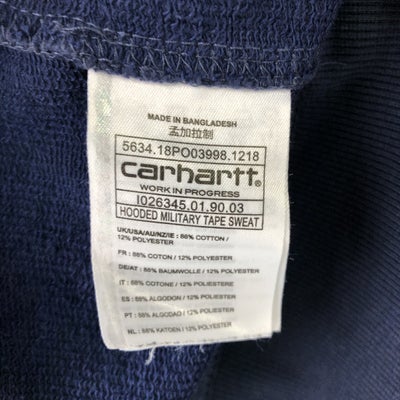 MADE IN BANGLADESH
孟加拉制
5634.18PO03998.1218
carhartt
WORK IN PROGRESS
I026345.01.90.03
HOODED MILITARY TAPE SWEAT
UK/USA/AU/NZ/IE : 88% COTTON /
12% POLYESTER
FR : 88% COTON / 12% POLYESTER
DE/AT : 88% BAUMWOLLE / 12% POLYESTER
IT : 88% COTONE / 12% POLIESTERE
ES : 88% ALGODON / 12% POLYESTER
PT : 88% ALGODAO / 12% POLYESTER
NL : 88% KATOEN / 12% POLYESTER